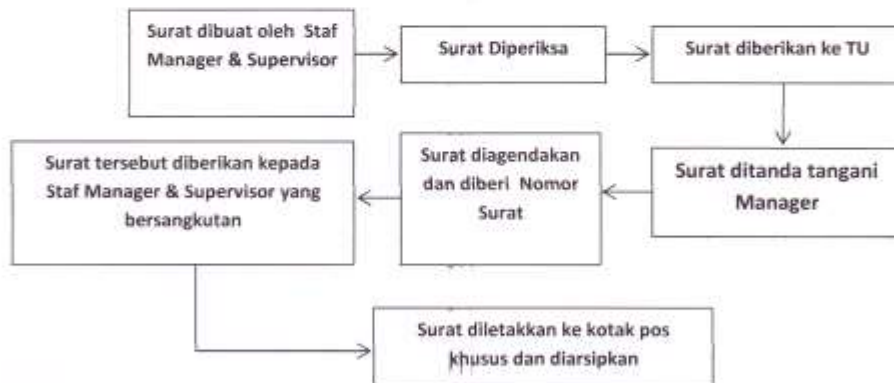 Surat dibuat oleh Staf
Manager & Supervisor
Surat Diperiksa
Surat diberikan ke TU
Surat ditanda tangani
Manager
Surat diagendakan
dan diberi Nomor
Surat
Surat tersebut diberikan kepada
Staf Manager & Supervisor yang
bersangkutan
Surat diletakkan ke kotak pos
khusus dan diarsipkan